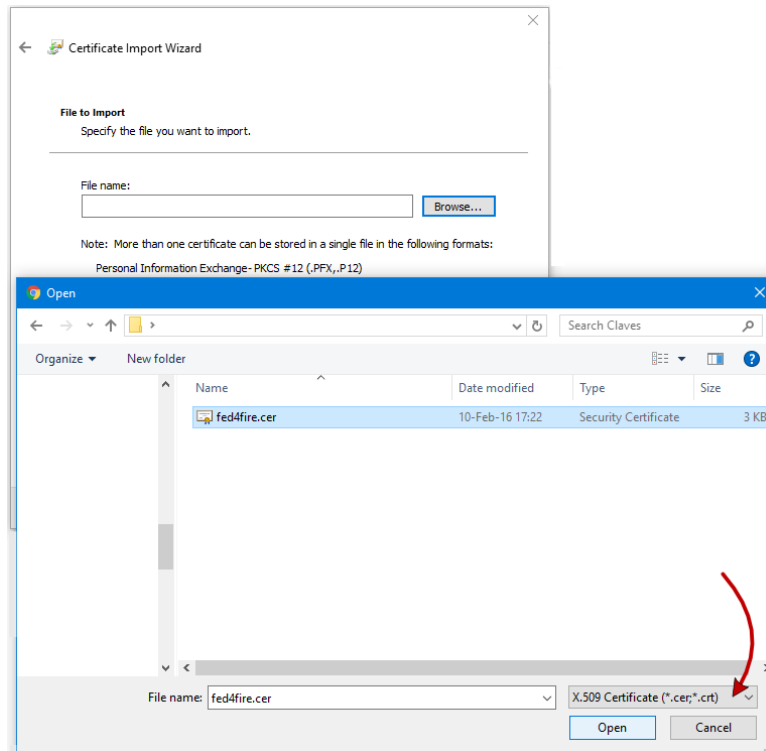 Certificate Import Wizard
File to Import
Specify the file you want to import.
File name:
Browse...
Note: More than one certificate can be stored in a single file in the following formats:
Personal Information Exchange- PKCS #12 (.PFX,.P12)
Open
Search Claves
Organize New folder
Name Date modified Type Size
fed4fire.cer 10-Feb-16 17:22 Security Certificate 3 KB
File name: fed4fire.cer X.509 Certificate (*.cer;*.crt)
Open Cancel